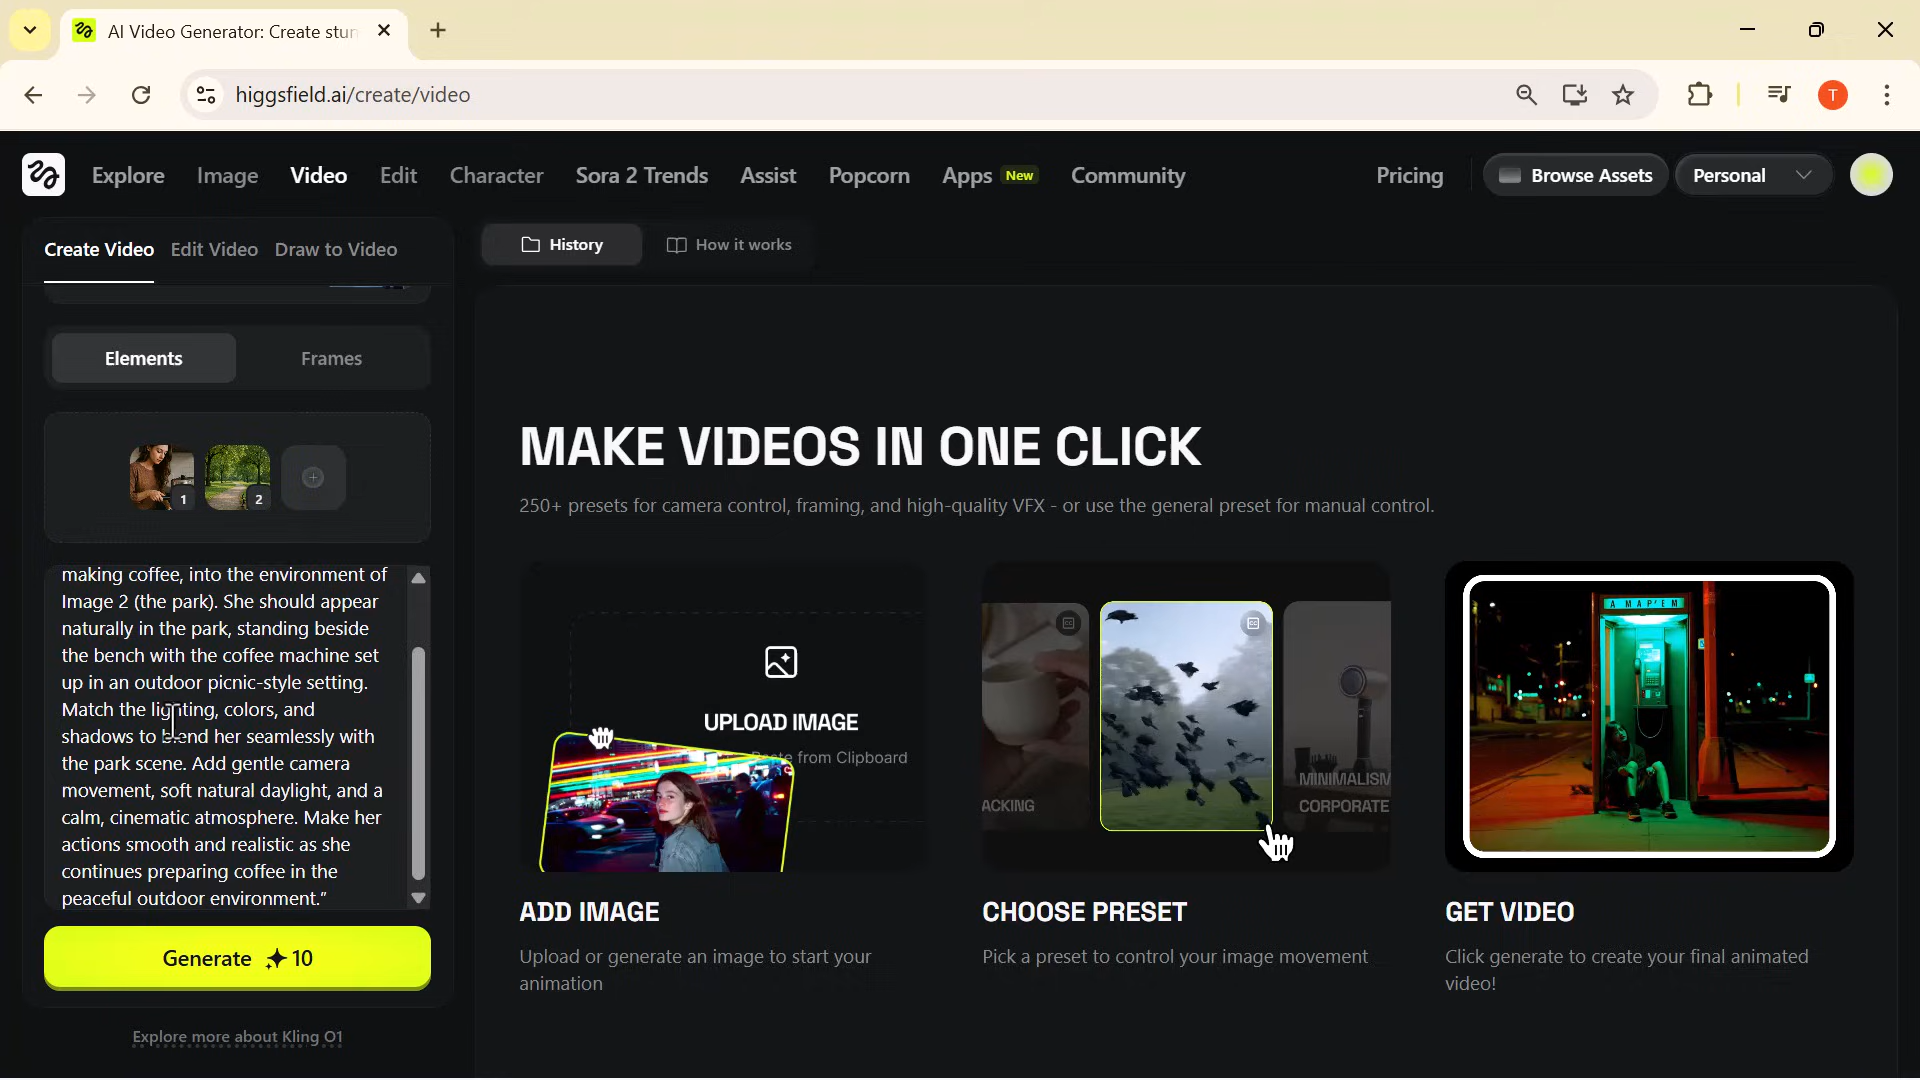 AI Video Generator: Create stun
higgsfield.ai/create/video
T
Explore
Image
Video
Edit
Character
Sora 2 Trends
Assist
Popcorn
Apps New
Community
Pricing
Browse Assets
Personal
Create Video
Edit Video
Draw to Video
History
How it works
Elements
Frames
1
2
making coffee, into the environment of
Image 2 (the park). She should appear
naturally in the park, standing beside
the bench with the coffee machine set
up in an outdoor picnic-style setting.
Match the lighting, colors, and
shadows to blend her seamlessly with
the park scene. Add gentle camera
movement, soft natural daylight, and a
calm, cinematic atmosphere. Make her
actions smooth and realistic as she
continues preparing coffee in the
peaceful outdoor environment.”
Generate 10
Explore more about Kling O1
MAKE VIDEOS IN ONE CLICK
250+ presets for camera control, framing, and high-quality VFX - or use the general preset for manual control.
UPLOAD IMAGE
from Clipboard
ADD IMAGE
Upload or generate an image to start your
animation
ACKING
MINIMALISM
CORPORATE
CHOOSE PRESET
Pick a preset to control your image movement
GET VIDEO
Click generate to create your final animated
video!